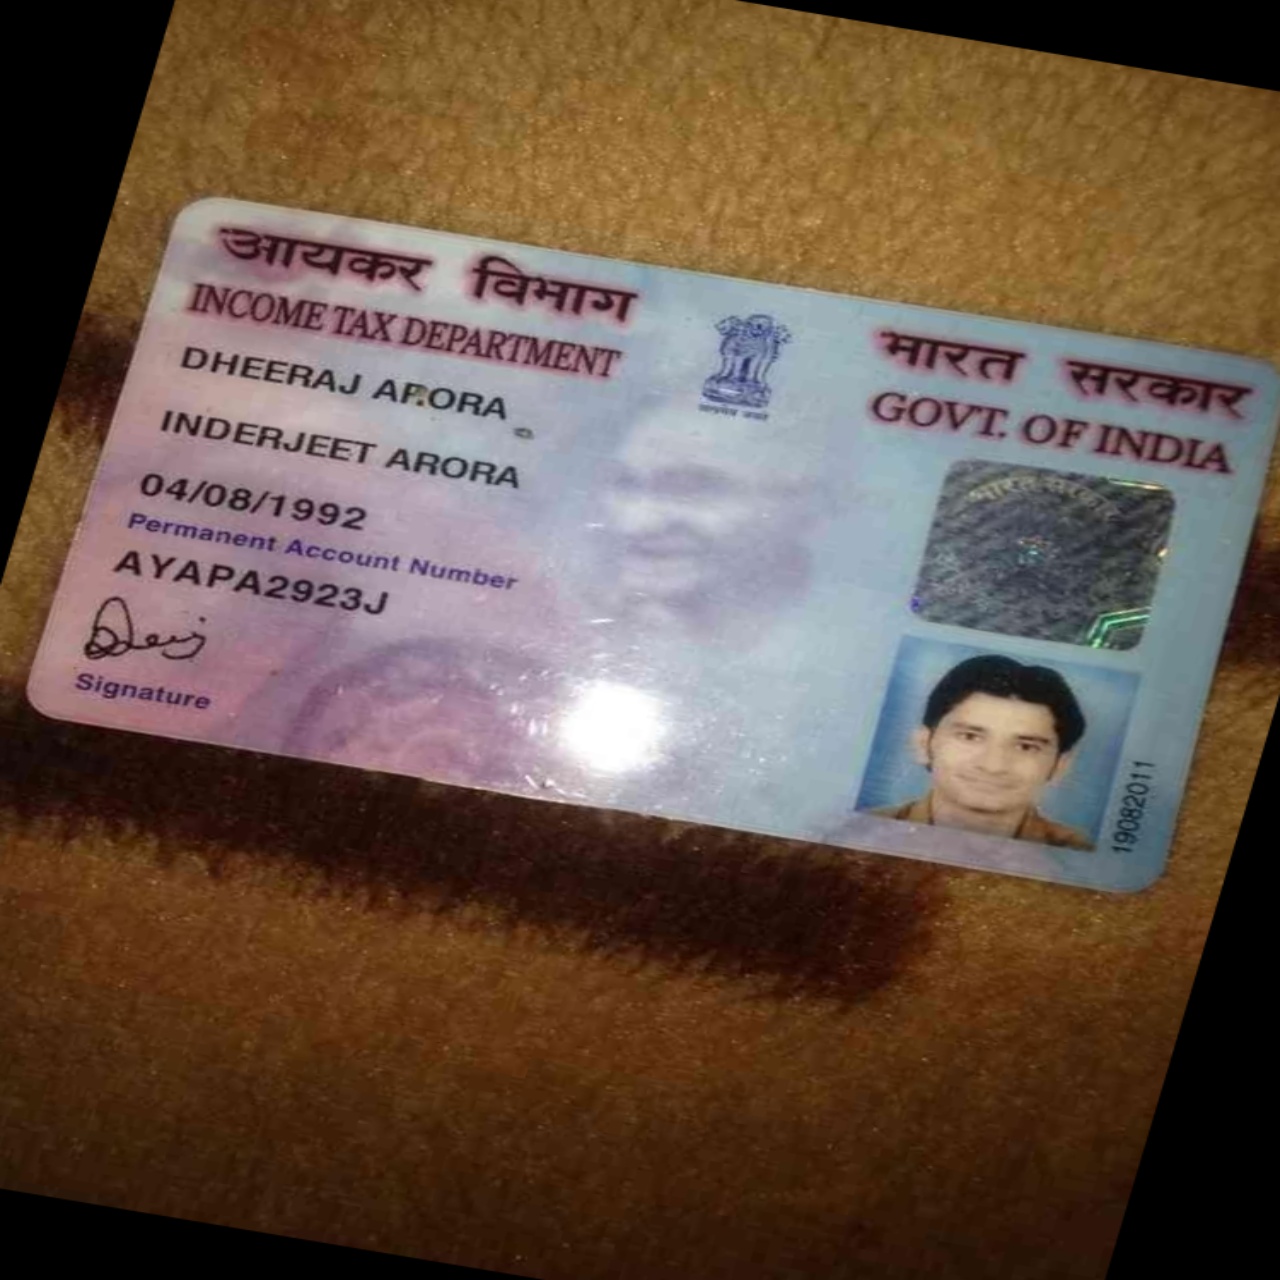 आयकर विभाग
INCOME TAX DEPARTMENT
भारत सरकार
GOVT. OF INDIA
DHEERAJ ARORA
INDERJEET ARORA
04/08/1992
Permanent Account Number
AYAPA2923J
Signature
सत्यमेव जयते
भारत सरकार
19082011